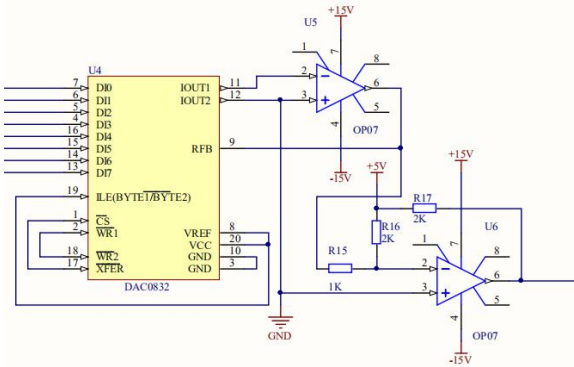 +15V
U5
1
7
8
2
6
3
5
4
OP07
-15V
U4
7 DI0 IOUT1 11
6 DI1 IOUT2 12
5 DI2
4 DI3
16 DI4 RFB 9
15 DI5
14 DI6
13 DI7
19 ILE(BYTE1/BYTE2)
1 CS
2 WR1 VREF 8
VCC 20
18 WR2 GND 10
17 XFER GND 3
DAC0832
+5V
+15V
R17
2K
R16
2K
U6
R15
1K
1
7
8
2
6
3
5
4
OP07
-15V
GND